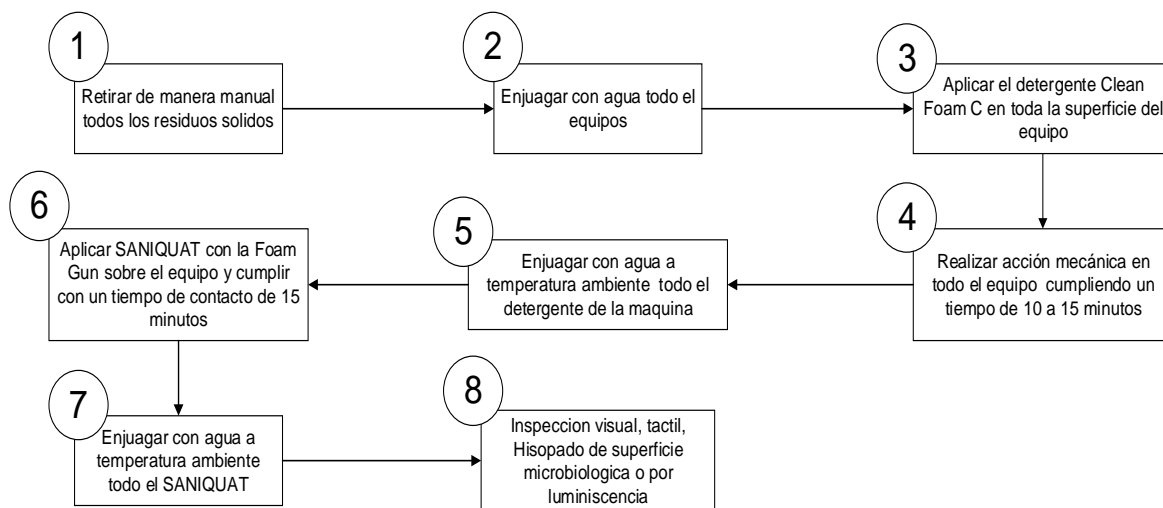 1
Retirar de manera manual
todos los residuos solidos
2
Enjuagar con agua todo el
equipos
3
Aplicar el detergente Clean
Foam C en toda la superficie del
equipo
4
Realizar acción mecánica en
todo el equipo cumpliendo un
tiempo de 10 a 15 minutos
5
Enjuagar con agua a
temperatura ambiente todo el
detergente de la maquina
6
Aplicar SANIQUAT con la Foam
Gun sobre el equipo y cumplir
con un tiempo de contacto de 15
minutos
7
Enjuagar con agua a
temperatura ambiente
todo el SANIQUAT
8
Inspeccion visual, tactil,
Hisopado de superficie
microbiologica o por
luminiscencia